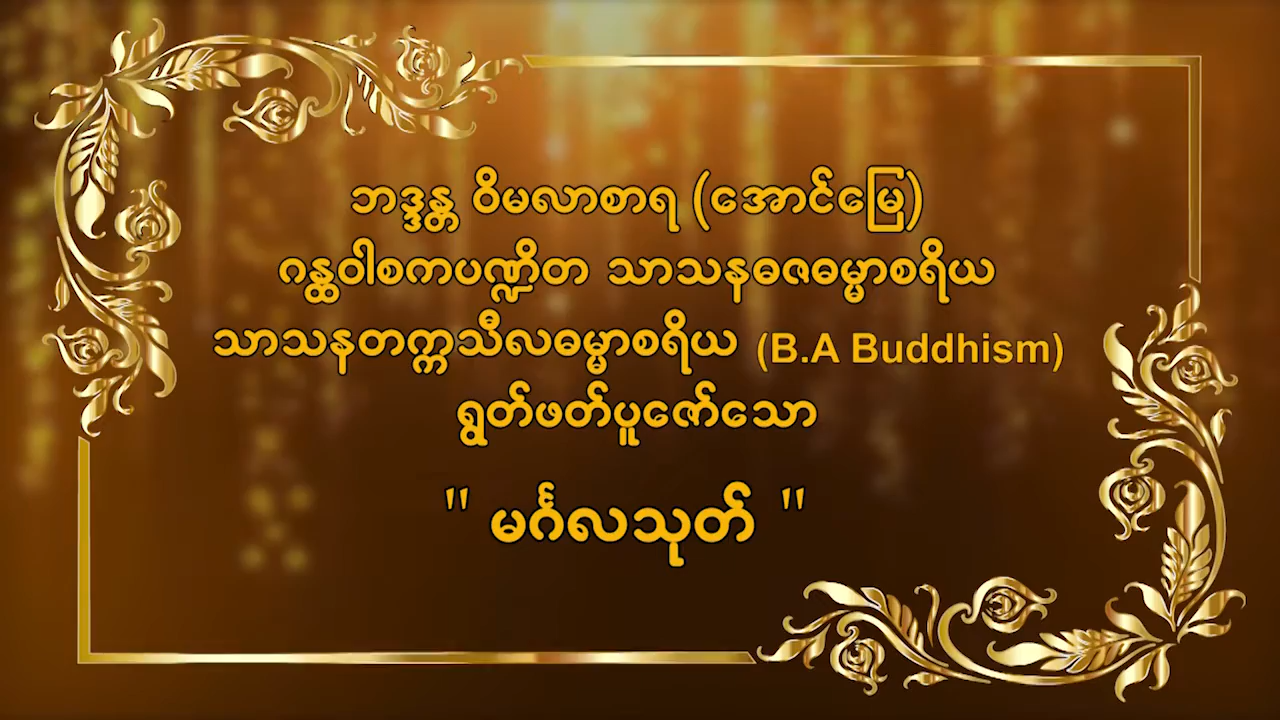 ဘဒ္ဒန္တ ဝိမလာစာရ (အောင်မြေ)
ဂန္ထဝါစကပဏ္ဍိတ သာသနဓဇဓမ္မာစရိယ
သာသနတက္ကသီလဓမ္မာစရိယ (B.A Buddhism)
ရွတ်ဖတ်ပူဇော်သော
" မင်္ဂလသုတ် "